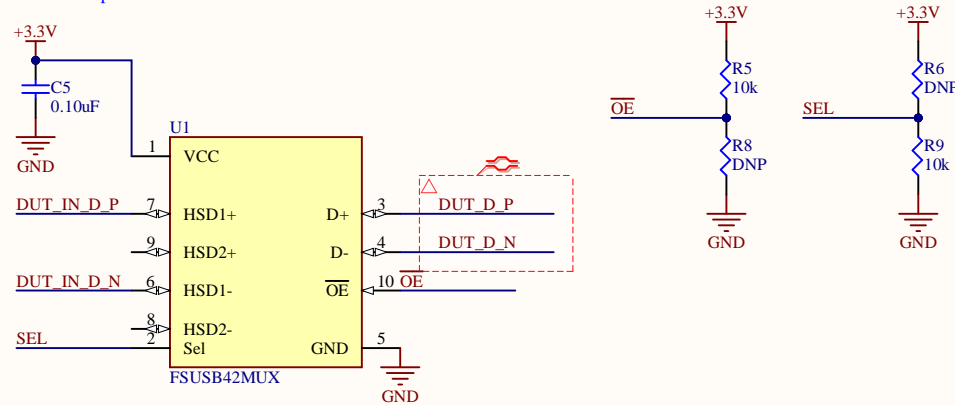 +3.3V
C5
0.10uF
GND
U1
1
VCC
DUT_IN_D_P
7
HSD1+
9
HSD2+
DUT_IN_D_N
6
HSD1-
8
HSD2-
SEL
2
Sel
D+
3
DUT_D_P
D-
4
DUT_D_N
OE
10
OE
GND
5
GND
FSUSB42MUX
+3.3V
R5
10k
OE
R8
DNP
GND
+3.3V
R6
DNP
SEL
R9
10k
GND